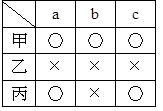 a b c
甲 ○ ○ ○
乙 × × ×
丙 ○ × ○